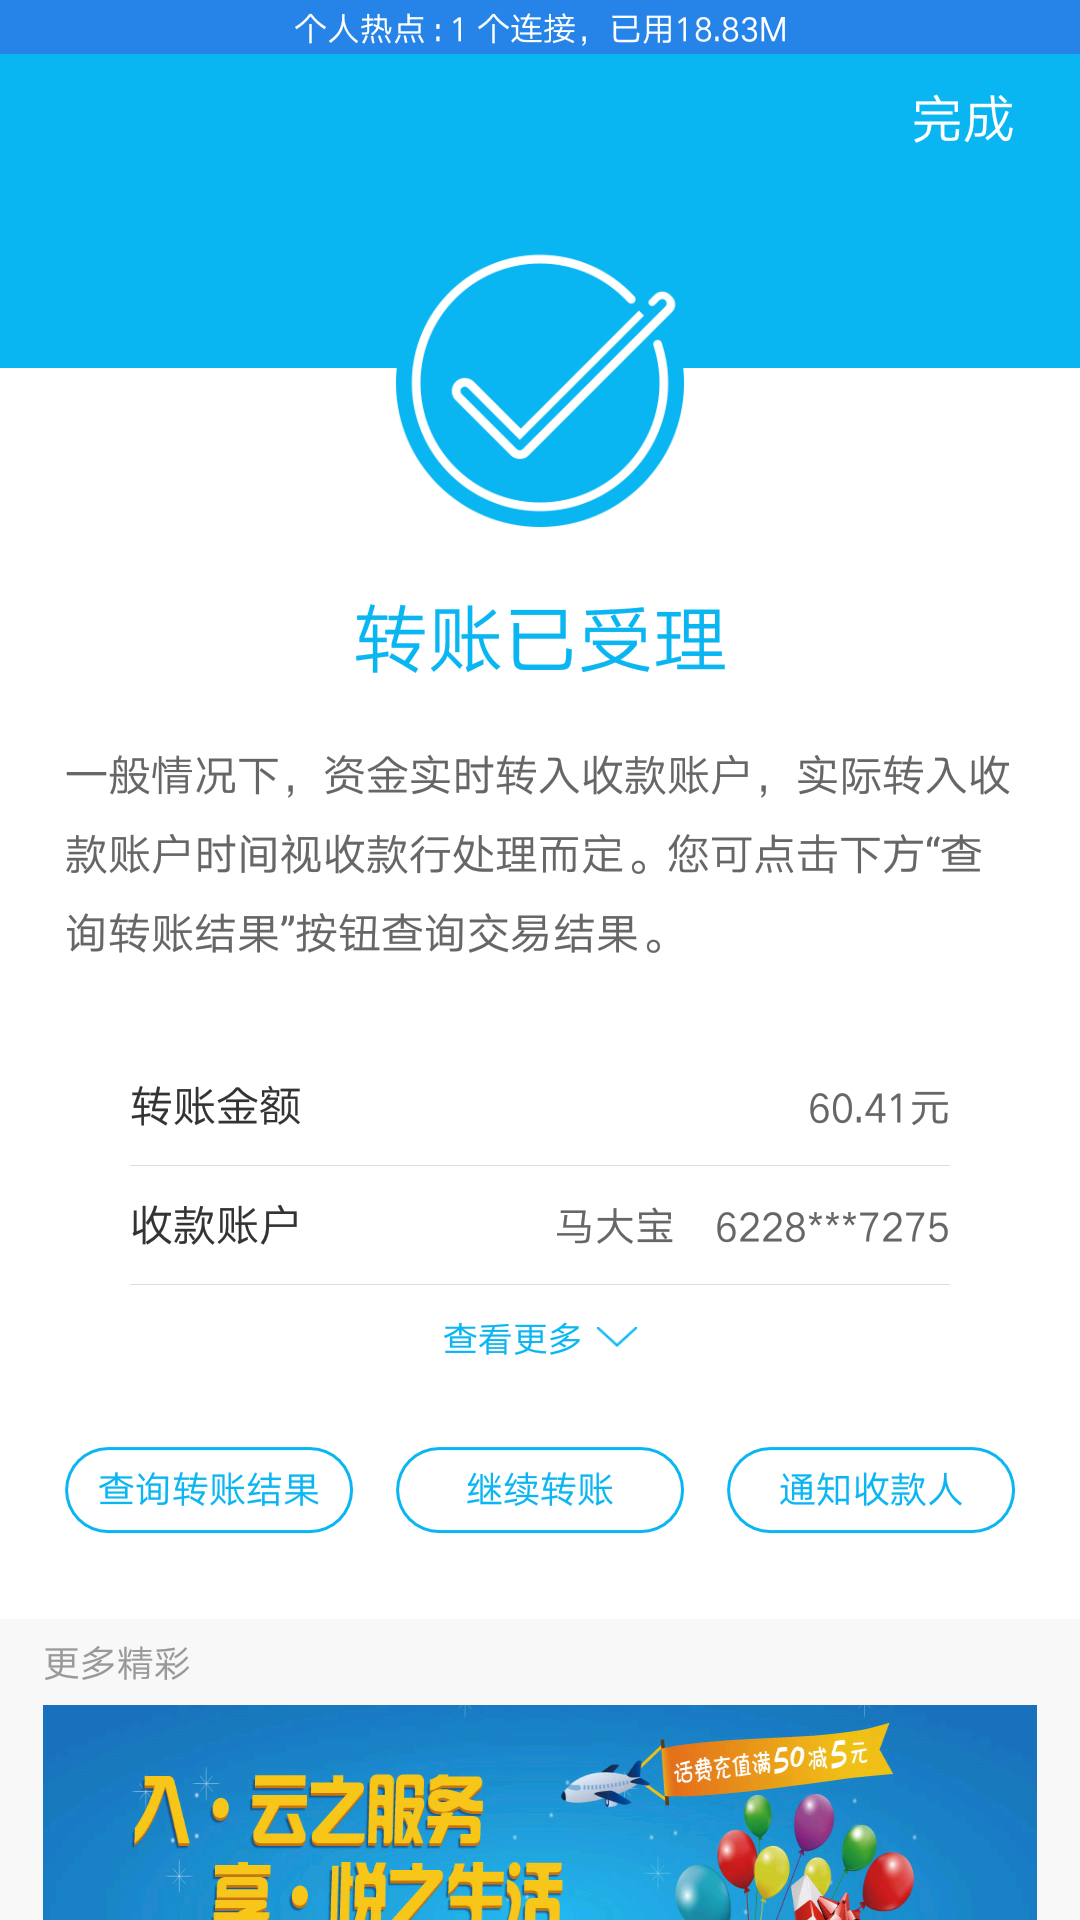 个人热点：1 个连接，已用18.83M
完成
转账已受理
一般情况下，资金实时转入收款账户，实际转入收
款账户时间视收款行处理而定。您可点击下方“查
询转账结果”按钮查询交易结果。
转账金额 60.41元
收款账户 马大宝 6228***7275
查看更多
查询转账结果 继续转账 通知收款人
更多精彩
话费充值满50减5元
入·云之服务
享·悦之生活